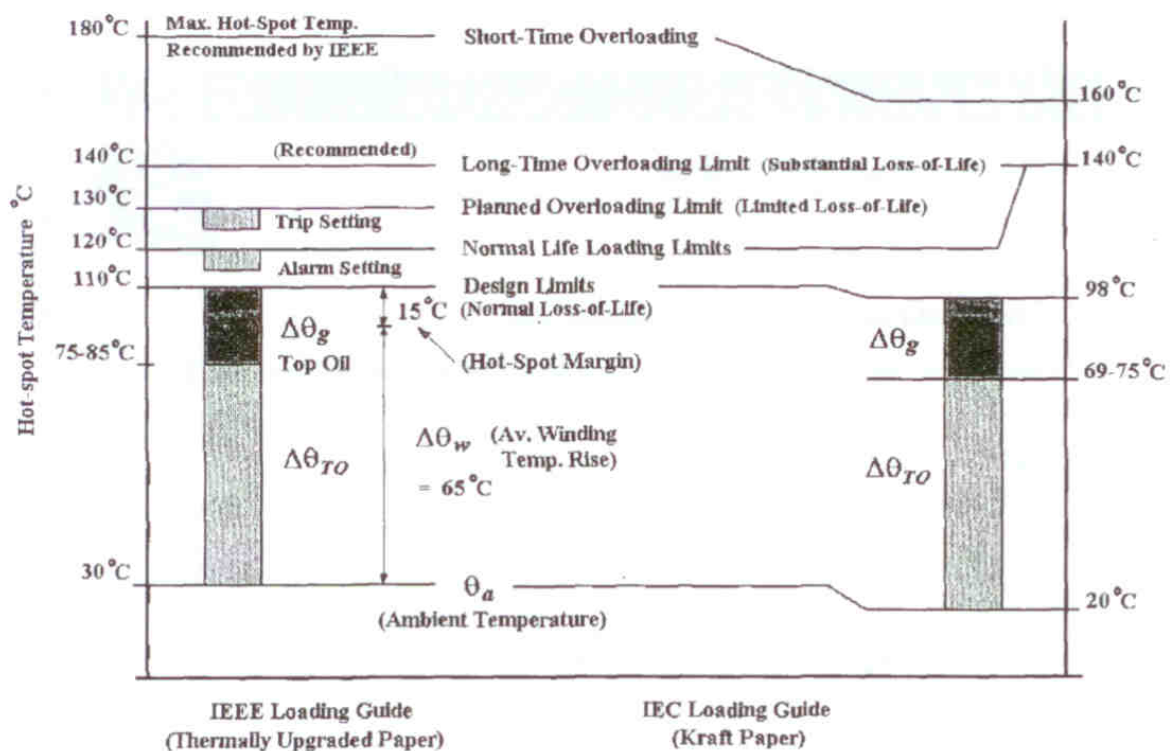 180°C
Max. Hot-Spot Temp.
Recommended by IEEE
Short-Time Overloading
160°C
140°C
(Recommended)
Long-Time Overloading Limit (Substantial Loss-of-Life)
140°C
130°C
Planned Overloading Limit (Limited Loss-of-Life)
Trip Setting
120°C
Normal Life Loading Limits
Alarm Setting
110°C
Design Limits
98°C
15°C
(Normal Loss-of-Life)
Δθg
Δθg
75-85°C
Top Oil
(Hot-Spot Margin)
69-75°C
Hot-spot Temperature °C
Δθw (Av. Winding
Temp. Rise)
= 65°C
ΔθTO
ΔθTO
30°C
θa
20°C
(Ambient Temperature)
IEEE Loading Guide
(Thermally Upgraded Paper)
IEC Loading Guide
(Kraft Paper)